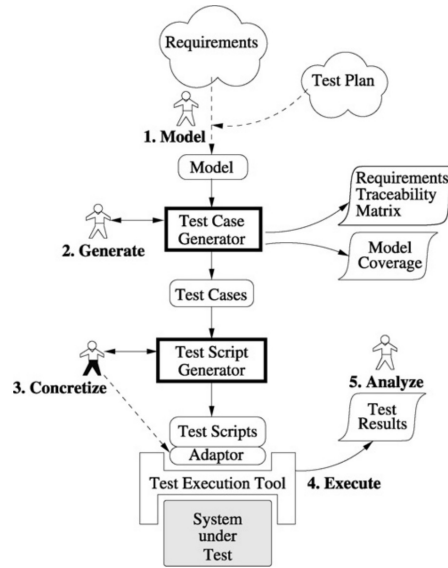 Requirements
Test Plan
1. Model
Model
Requirements
Traceability
Matrix
Test Case
Generator
2. Generate
Model
Coverage
Test Cases
Test Script
Generator
3. Concretize
5. Analyze
Test
Results
Test Scripts
Adaptor
Test Execution Tool
4. Execute
System
under
Test